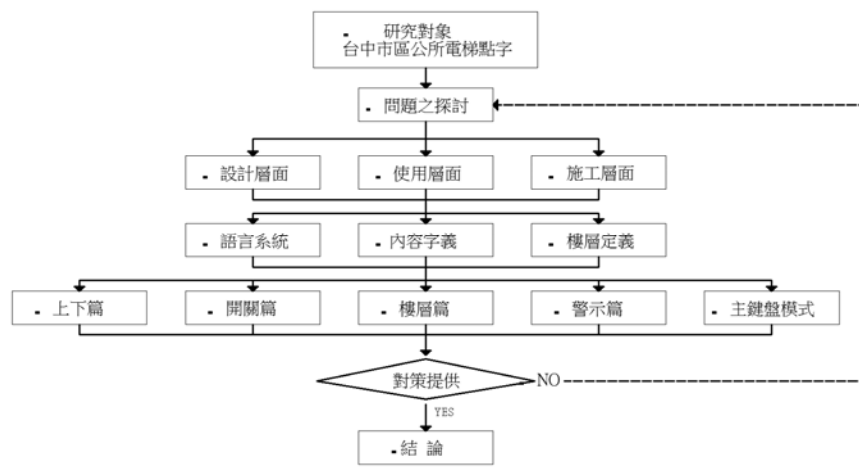 研究對象
台中市區公所電梯點字
問題之探討
設計層面
使用層面
施工層面
語言系統
內容字義
樓層定義
上下篇
開關篇
樓層篇
警示篇
主鍵盤模式
對策提供
NO
YES
結 論